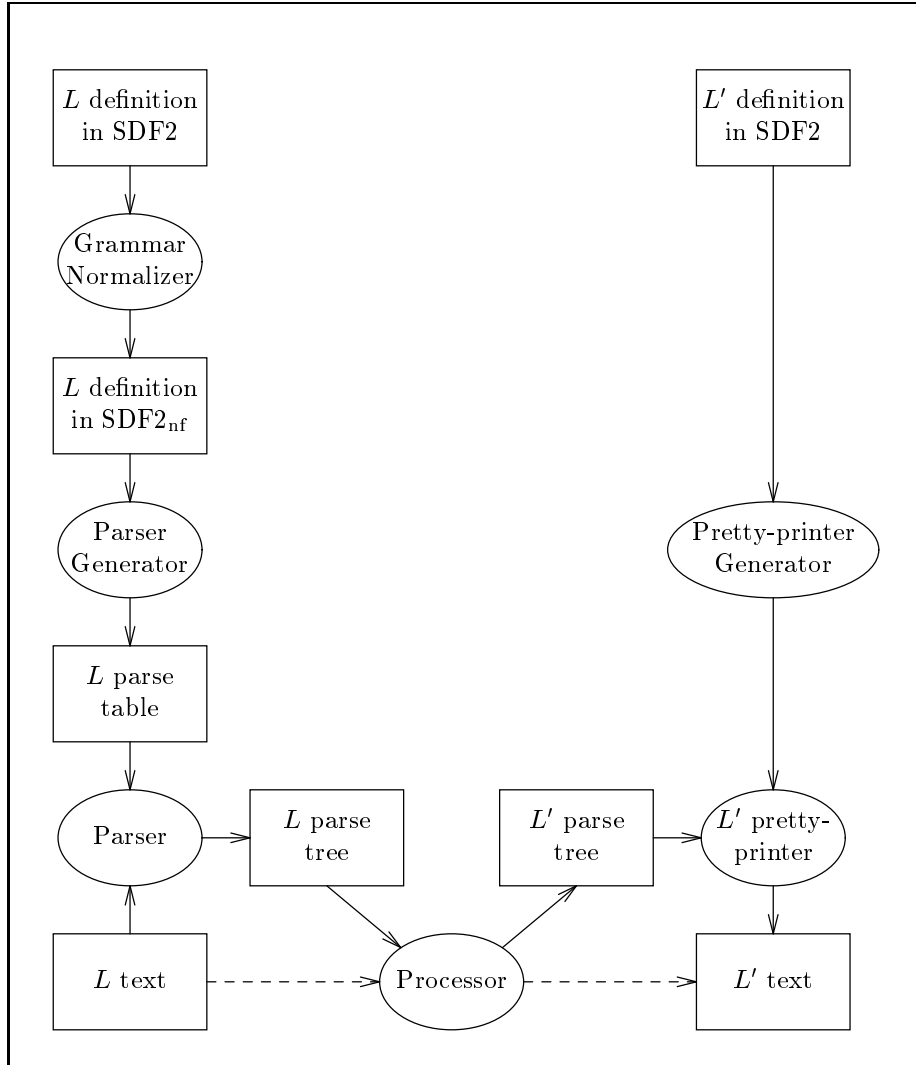 L definition
in SDF2
L′ definition
in SDF2
Grammar
Normalizer
L definition
in SDF2nf
Parser
Generator
Pretty-printer
Generator
L parse
table
Parser
L parse
tree
L′ parse
tree
L′ pretty-
printer
L text
Processor
L′ text